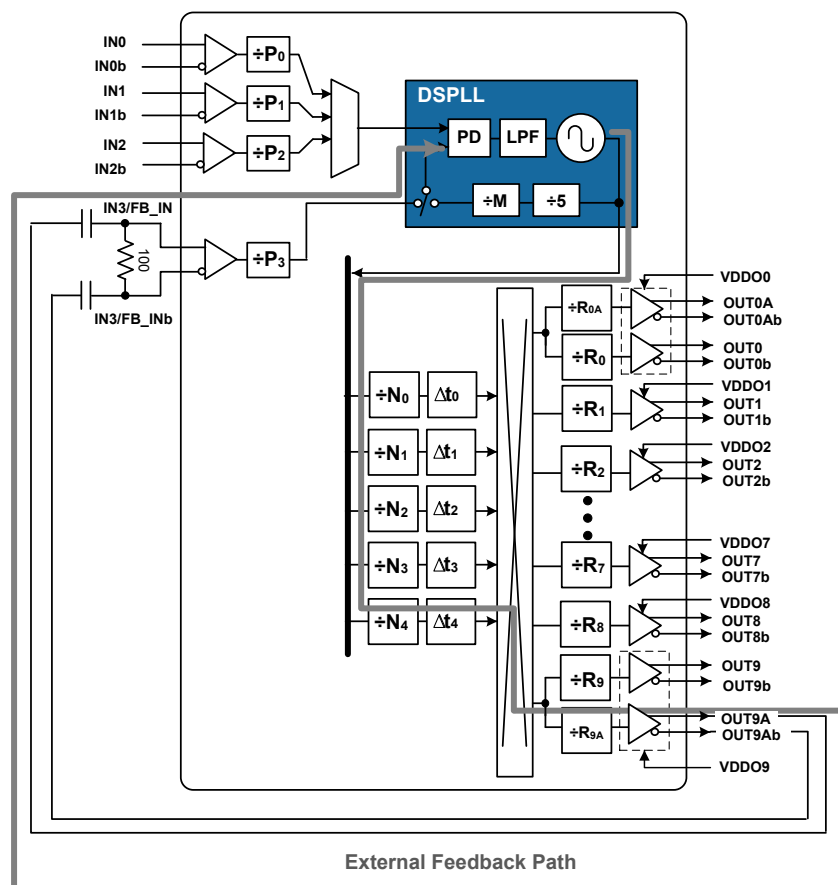 IN0
IN0b
÷P0
IN1
IN1b
÷P1
IN2
IN2b
÷P2
DSPLL
PD
LPF
÷M
÷5
IN3/FB_IN
100
÷P3
IN3/FB_INb
÷N0
Δt0
÷N1
Δt1
÷N2
Δt2
÷N3
Δt3
÷N4
Δt4
÷R0A
÷R0
÷R1
÷R2
÷R7
÷R8
÷R9
÷R9A
VDDO0
OUT0A
OUT0Ab
OUT0
OUT0b
VDDO1
OUT1
OUT1b
VDDO2
OUT2
OUT2b
VDDO7
OUT7
OUT7b
VDDO8
OUT8
OUT8b
OUT9
OUT9b
OUT9A
OUT9Ab
VDDO9
External Feedback Path